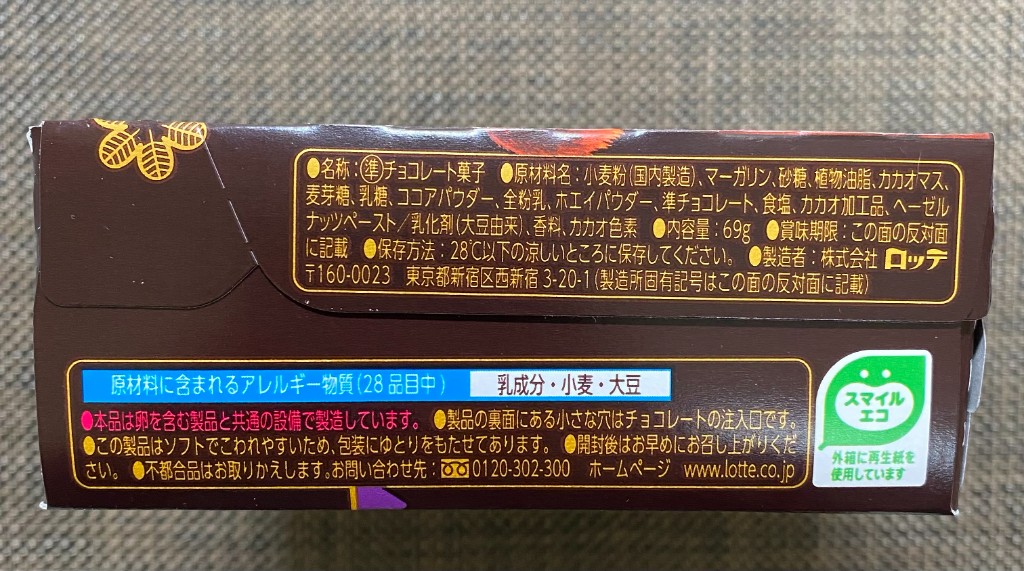 ●名称：㊜チョコレート菓子 ●原材料名：小麦粉(国内製造)、マーガリン、砂糖、植物油脂、カカオマス、
麦芽糖、乳糖、ココアパウダー、全粉乳、ホエイパウダー、準チョコレート、食塩、カカオ加工品、ヘーゼル
ナッツペースト／乳化剤(大豆由来)、香料、カカオ色素 ●内容量：69g ●賞味期限：この面の反対面
に記載 ●保存方法：28℃以下の涼しいところに保存してください。 ●製造者：株式会社 ロッテ
〒160-0023 東京都新宿区西新宿 3-20-1(製造所固有記号はこの面の反対面に記載)
原材料に含まれるアレルギー物質(28品目中) 乳成分・小麦・大豆
●本品は卵を含む製品と共通の設備で製造しています。 ●製品の裏面にある小さな穴はチョコレートの注入口です。
●この製品はソフトでこわれやすいため、包装にゆとりをもたせてあります。 ●開封後はお早めにお召し上がりくだ
さい。 ●不都合品はお取りかえします。お問い合わせ先：0120-302-300 ホームページ www.lotte.co.jp
スマイル
エコ
外箱に再生紙を
使用しています